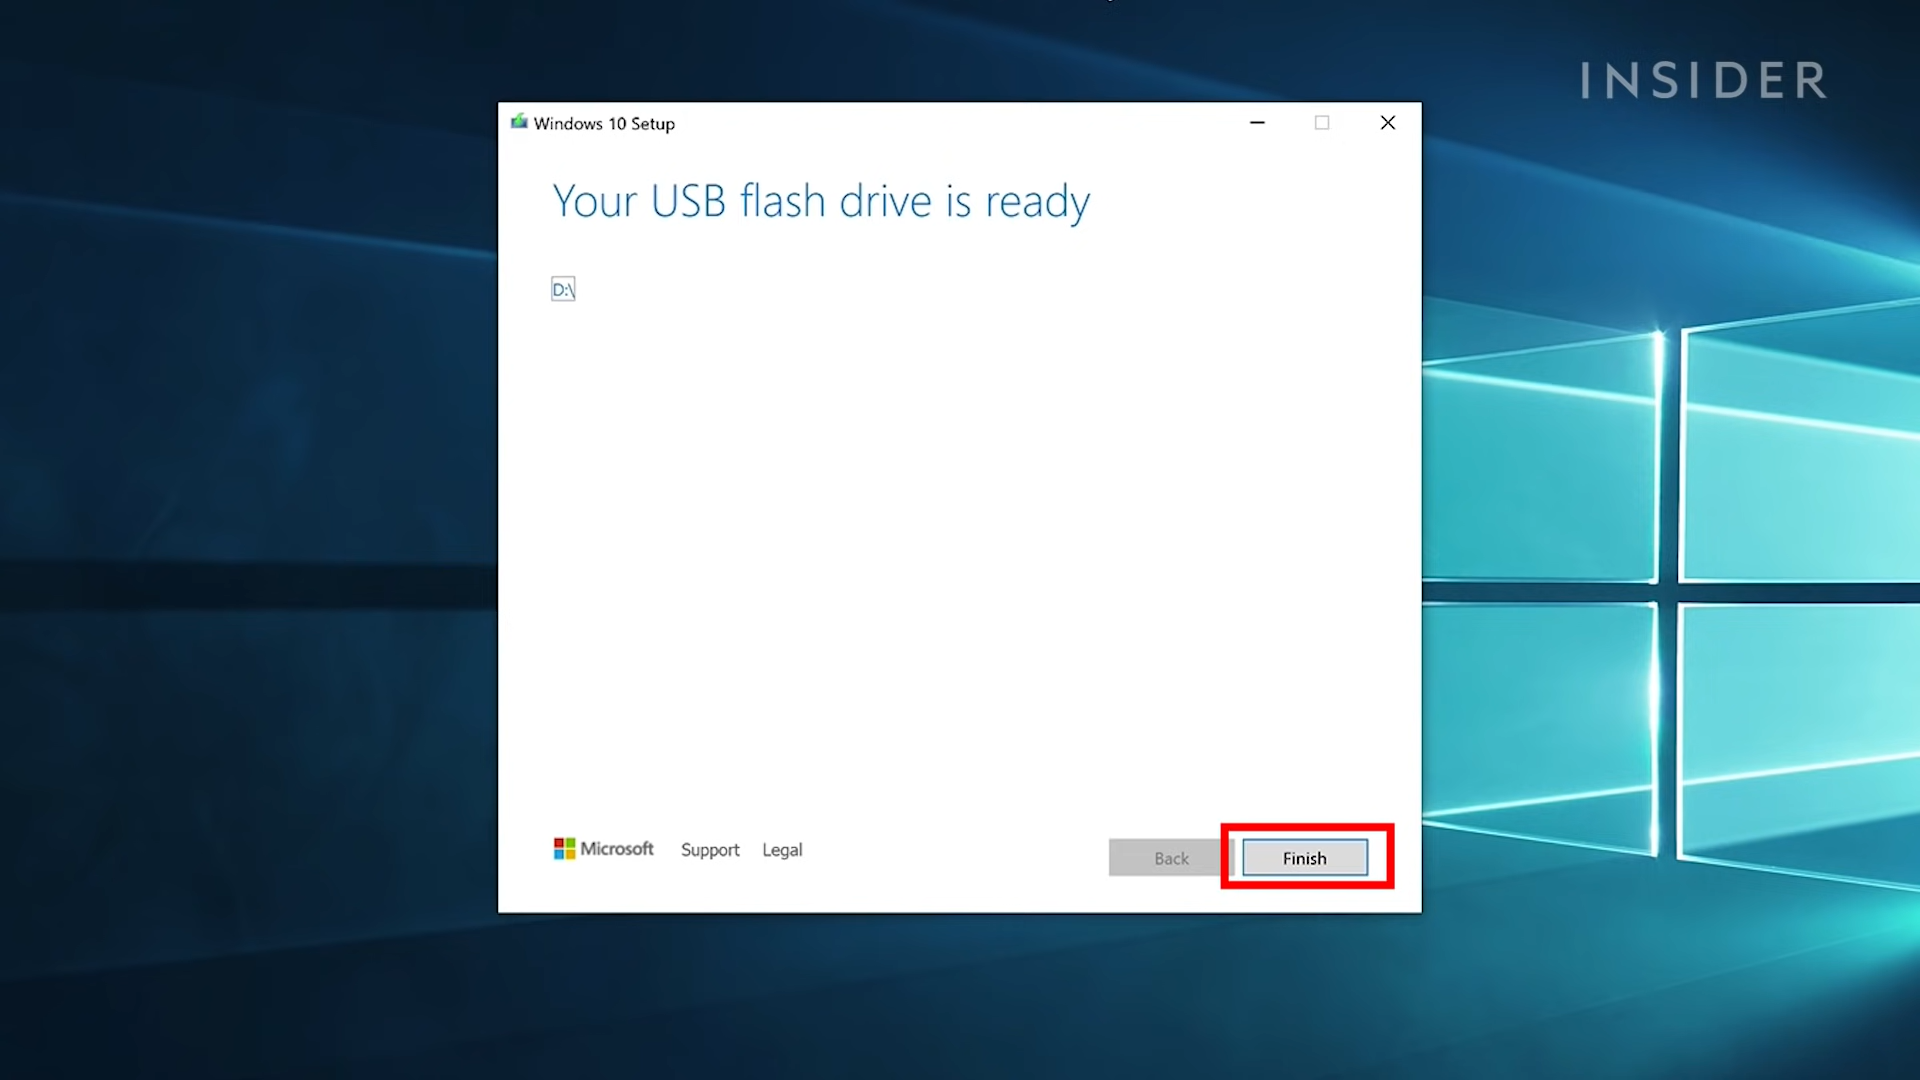 INSIDER
Windows 10 Setup
Your USB flash drive is ready
D:\
Microsoft Support Legal
Back Finish